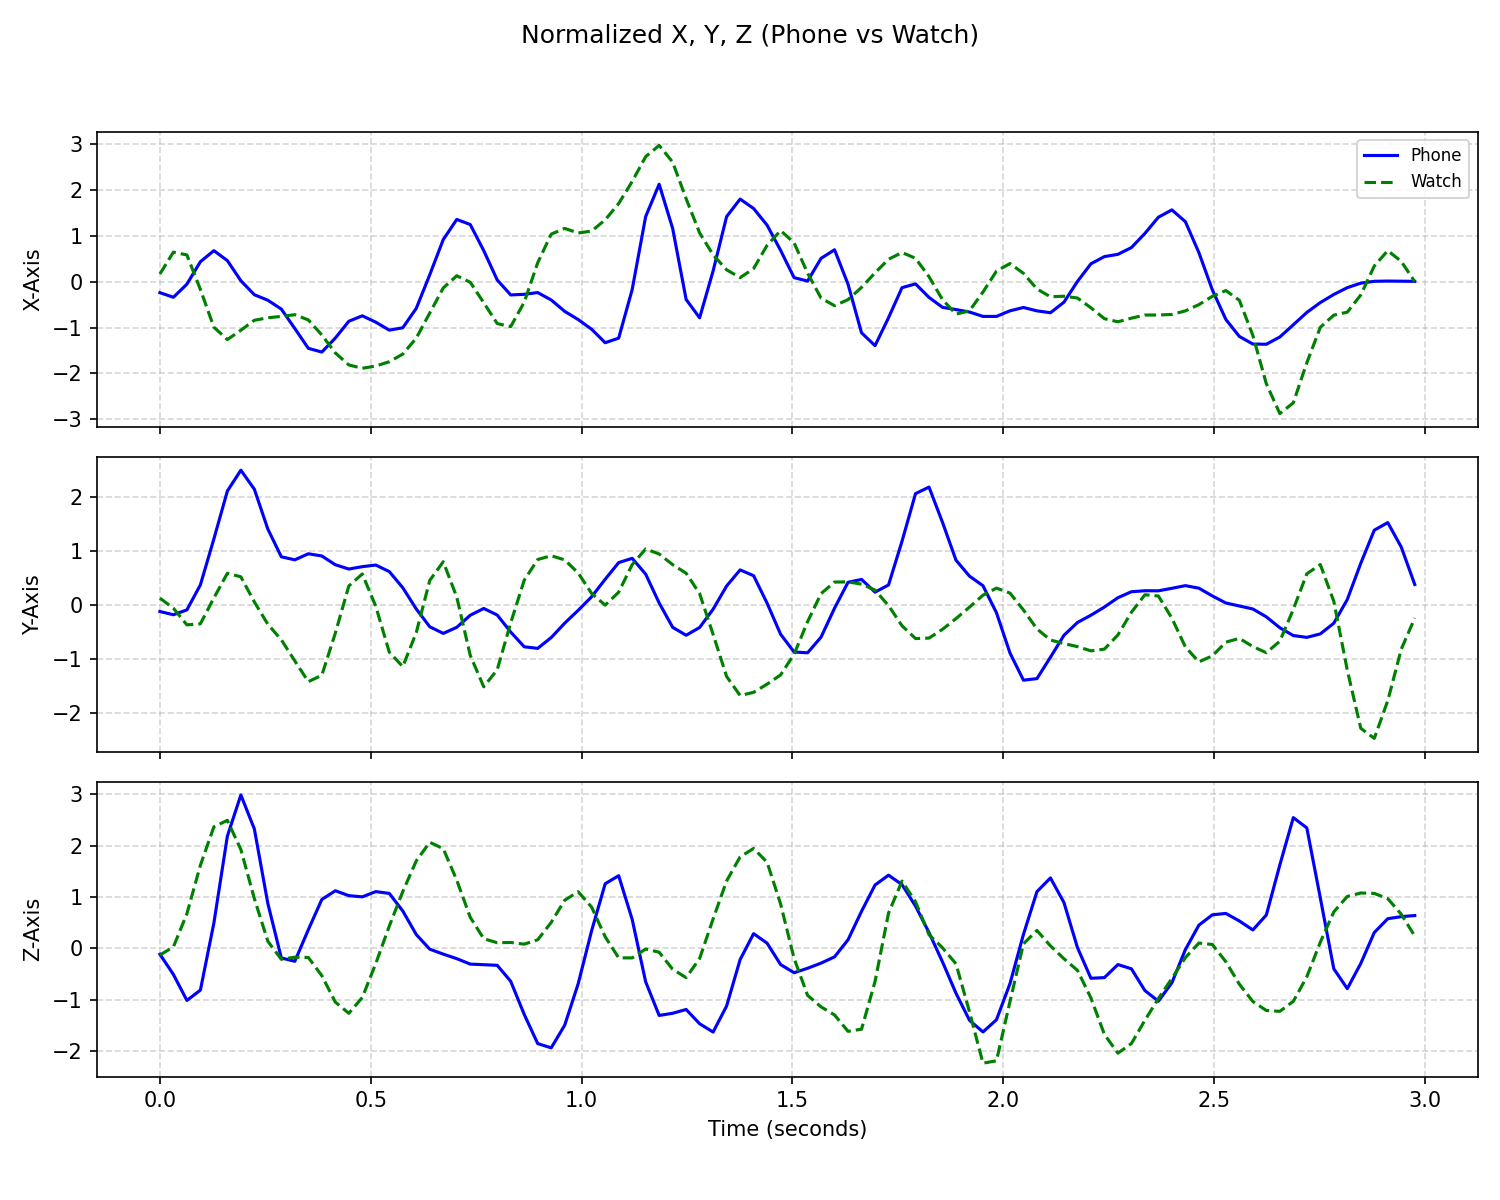 Normalized X, Y, Z (Phone vs Watch)
3
2
1
0
−1
−2
−3
X-Axis
Phone
Watch
2
1
0
−1
−2
Y-Axis
3
2
1
0
−1
−2
Z-Axis
0.0 0.5 1.0 1.5 2.0 2.5 3.0
Time (seconds)